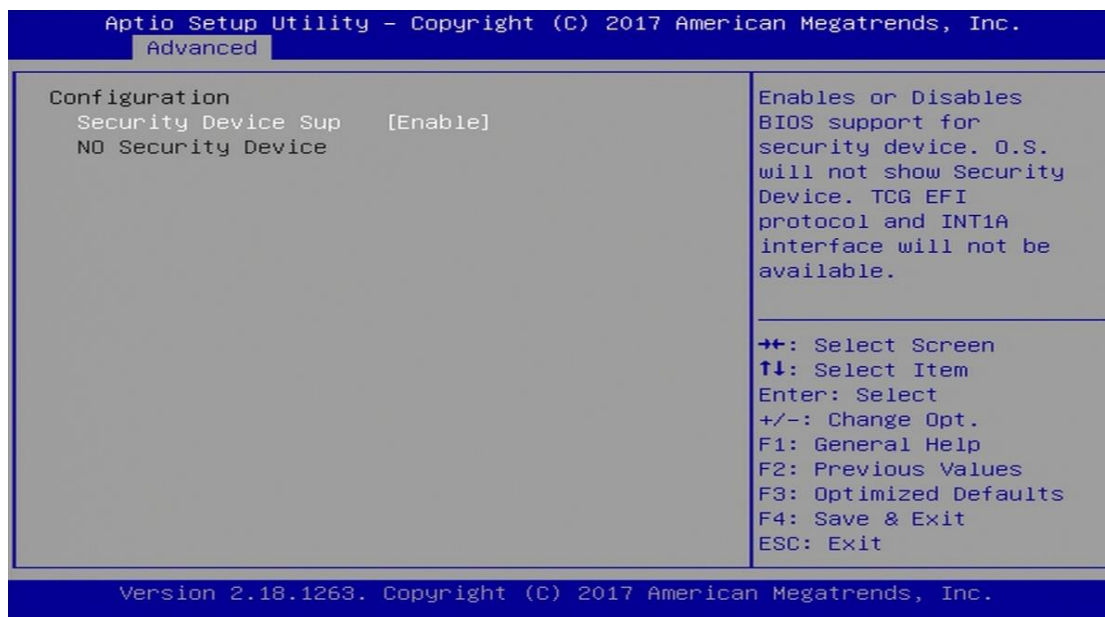 Aptio Setup Utility – Copyright (C) 2017 American Megatrends, Inc.
Advanced
Configuration
Security Device Sup [Enable]
NO Security Device
Enables or Disables
BIOS support for
security device. O.S.
will not show Security
Device. TCG EFI
protocol and INT1A
interface will not be
available.
→←: Select Screen
↑↓: Select Item
Enter: Select
+/-: Change Opt.
F1: General Help
F2: Previous Values
F3: Optimized Defaults
F4: Save & Exit
ESC: Exit
Version 2.18.1263. Copyright (C) 2017 American Megatrends, Inc.